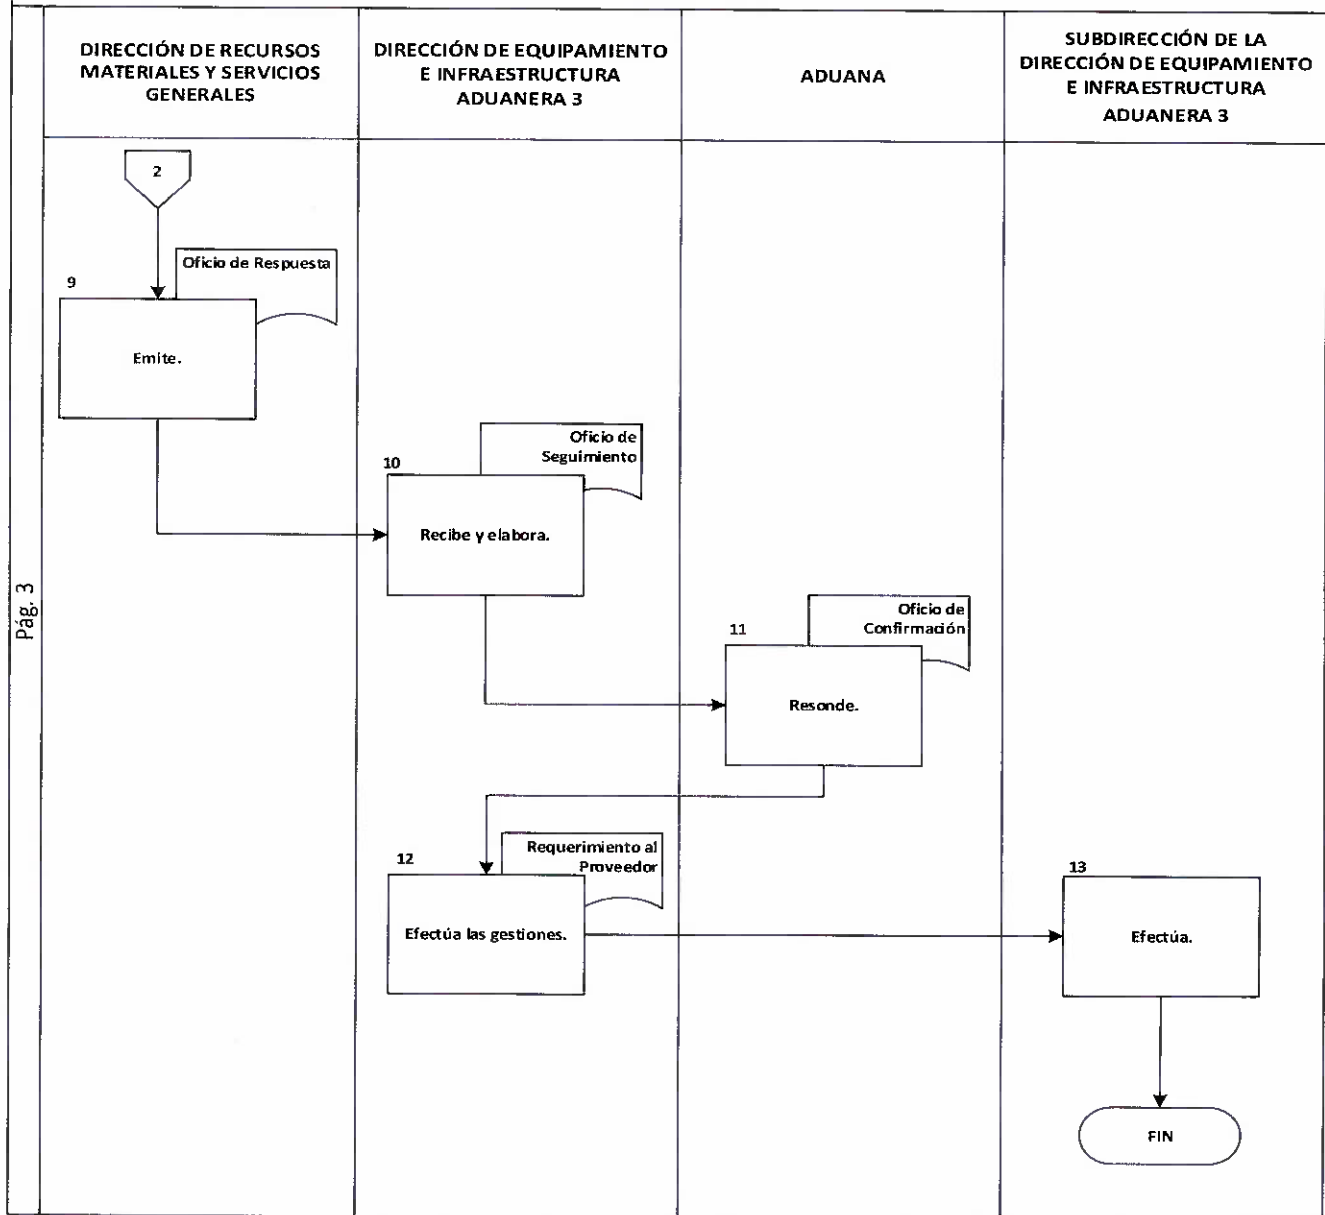 DIRECCIÓN DE RECURSOS
MATERIALES Y SERVICIOS
GENERALES
DIRECCIÓN DE EQUIPAMIENTO
E INFRAESTRUCTURA
ADUANERA 3
ADUANA
SUBDIRECCIÓN DE LA
DIRECCIÓN DE EQUIPAMIENTO
E INFRAESTRUCTURA
ADUANERA 3
2
Oficio de Respuesta
9
Emite.
Oficio de
Seguimiento
10
Recibe y elabora.
Oficio de
Confirmación
11
Resonde.
Requerimiento al
Proveedor
12
Efectúa las gestiones.
13
Efectúa.
FIN
Pág. 3